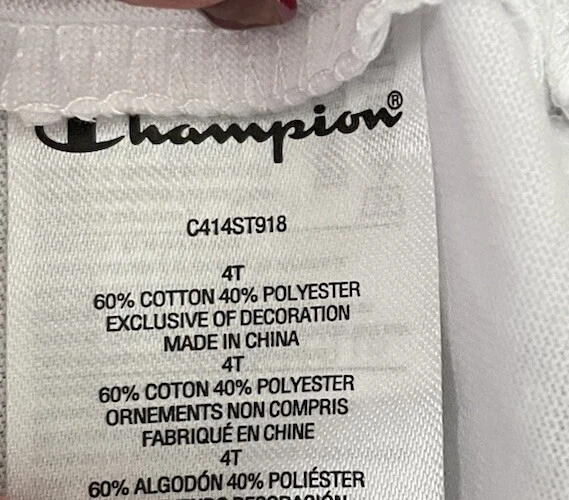 Champion®
C414ST918
4T
60% COTTON 40% POLYESTER
EXCLUSIVE OF DECORATION
MADE IN CHINA
4T
60% COTON 40% POLYESTER
ORNEMENTS NON COMPRIS
FABRIQUÉ EN CHINE
4T
60% ALGODÓN 40% POLIÉSTER
DECORACIÓN